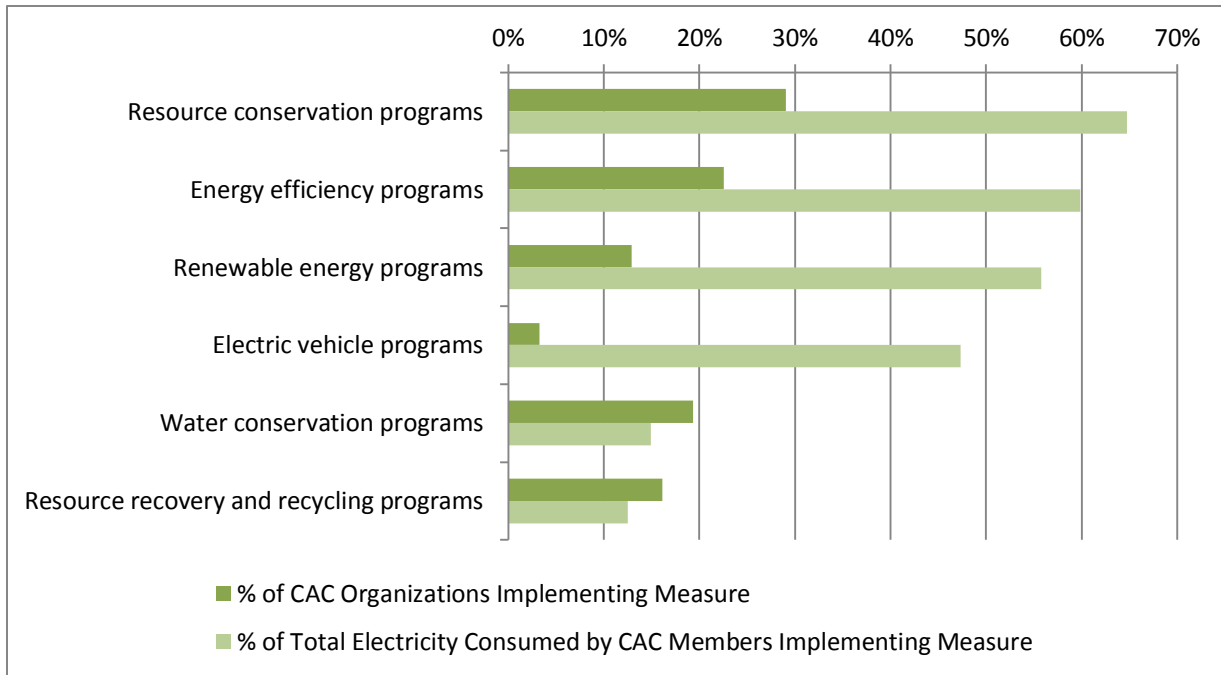 0% 10% 20% 30% 40% 50% 60% 70%
Resource conservation programs
Energy efficiency programs
Renewable energy programs
Electric vehicle programs
Water conservation programs
Resource recovery and recycling programs
% of CAC Organizations Implementing Measure
% of Total Electricity Consumed by CAC Members Implementing Measure